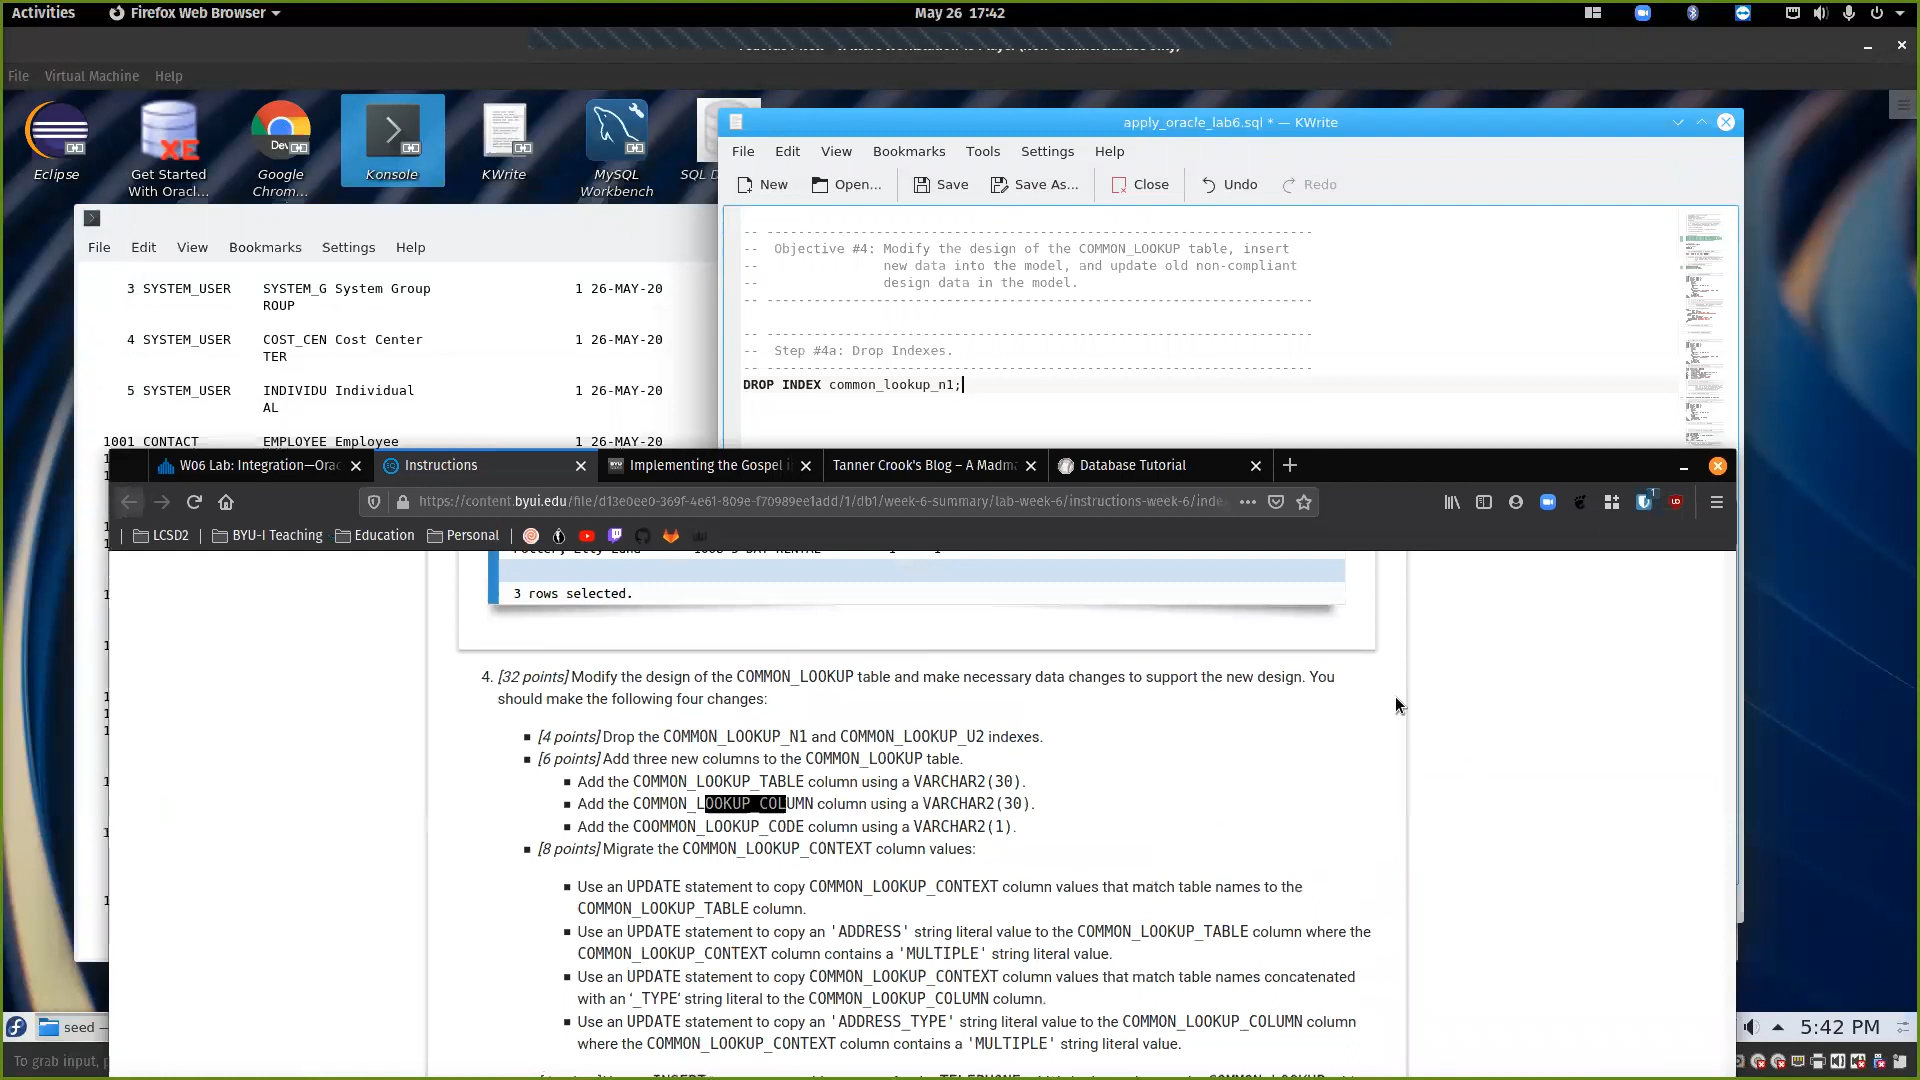 Activities Firefox Web Browser May 26 17:42
File Virtual Machine Help
Eclipse
Get Started
With Oracl...
Google
Chrom...
Konsole
KWrite
MySQL
Workbench
SQL D
apply_oracle_lab6.sql * — KWrite
File Edit View Bookmarks Tools Settings Help
New Open... Save Save As... Close Undo Redo
-- ----------------------------------------------------------------------
-- Objective #4: Modify the design of the COMMON_LOOKUP table, insert
-- new data into the model, and update old non-compliant
-- design data in the model.
-- ----------------------------------------------------------------------
-- ----------------------------------------------------------------------
-- Step #4a: Drop Indexes.
-- ----------------------------------------------------------------------
DROP INDEX common_lookup_n1;
File Edit View Bookmarks Settings Help
3 SYSTEM_USER SYSTEM_G System Group 1 26-MAY-20
ROUP
4 SYSTEM_USER COST_CEN Cost Center 1 26-MAY-20
TER
5 SYSTEM_USER INDIVIDU Individual 1 26-MAY-20
AL
1001 CONTACT EMPLOYEE Employee 1 26-MAY-20
W06 Lab: Integration—Orac Instructions Implementing the Gospel i Tanner Crook's Blog – A Madma Database Tutorial
https://content.byui.edu/file/d13e0ee0-369f-4e61-809e-f70989ee1add/1/db1/week-6-summary/lab-week-6/instructions-week-6/inde
LCSD2 BYU-I Teaching Education Personal
3 rows selected.
4. [32 points] Modify the design of the COMMON_LOOKUP table and make necessary data changes to support the new design. You
should make the following four changes:
[4 points] Drop the COMMON_LOOKUP_N1 and COMMON_LOOKUP_U2 indexes.
[6 points] Add three new columns to the COMMON_LOOKUP table.
Add the COMMON_LOOKUP_TABLE column using a VARCHAR2(30).
Add the COMMON_LOOKUP_COLUMN column using a VARCHAR2(30).
Add the COOMMON_LOOKUP_CODE column using a VARCHAR2(1).
[8 points] Migrate the COMMON_LOOKUP_CONTEXT column values:
Use an UPDATE statement to copy COMMON_LOOKUP_CONTEXT column values that match table names to the
COMMON_LOOKUP_TABLE column.
Use an UPDATE statement to copy an 'ADDRESS' string literal value to the COMMON_LOOKUP_TABLE column where the
COMMON_LOOKUP_CONTEXT column contains a 'MULTIPLE' string literal value.
Use an UPDATE statement to copy COMMON_LOOKUP_CONTEXT column values that match table names concatenated
with an '_TYPE' string literal to the COMMON_LOOKUP_COLUMN column.
Use an UPDATE statement to copy an 'ADDRESS_TYPE' string literal value to the COMMON_LOOKUP_COLUMN column
where the COMMON_LOOKUP_CONTEXT column contains a 'MULTIPLE' string literal value.
seed —
5:42 PM
To grab input, p